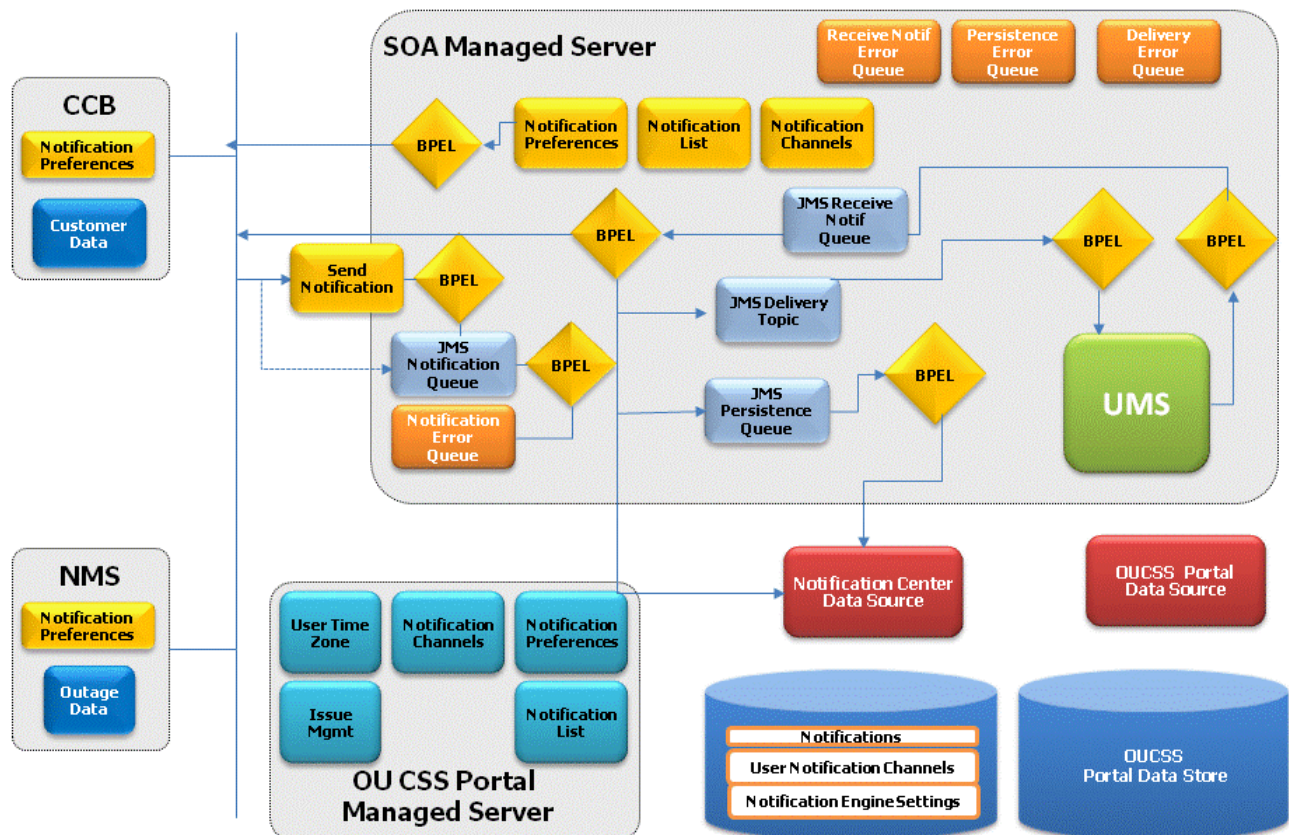 SOA Managed Server
Receive Notif
Error
Queue
Persistence
Error
Queue
Delivery
Error
Queue
CCB
Notification
Preferences
Customer
Data
BPEL
Notification
Preferences
Notification
List
Notification
Channels
BPEL
JMS Receive
Notif
Queue
BPEL
BPEL
Send
Notification
BPEL
JMS Delivery
Topic
JMS
Notification
Queue
BPEL
JMS
Persistence
Queue
BPEL
UMS
Notification
Error
Queue
NMS
Notification
Preferences
Outage
Data
User Time
Zone
Notification
Channels
Notification
Preferences
Issue
Mgmt
Notification
List
OU CSS Portal
Managed Server
Notification Center
Data Source
OUCSS Portal
Data Source
Notifications
User Notification Channels
Notification Engine Settings
OUCSS
Portal Data Store